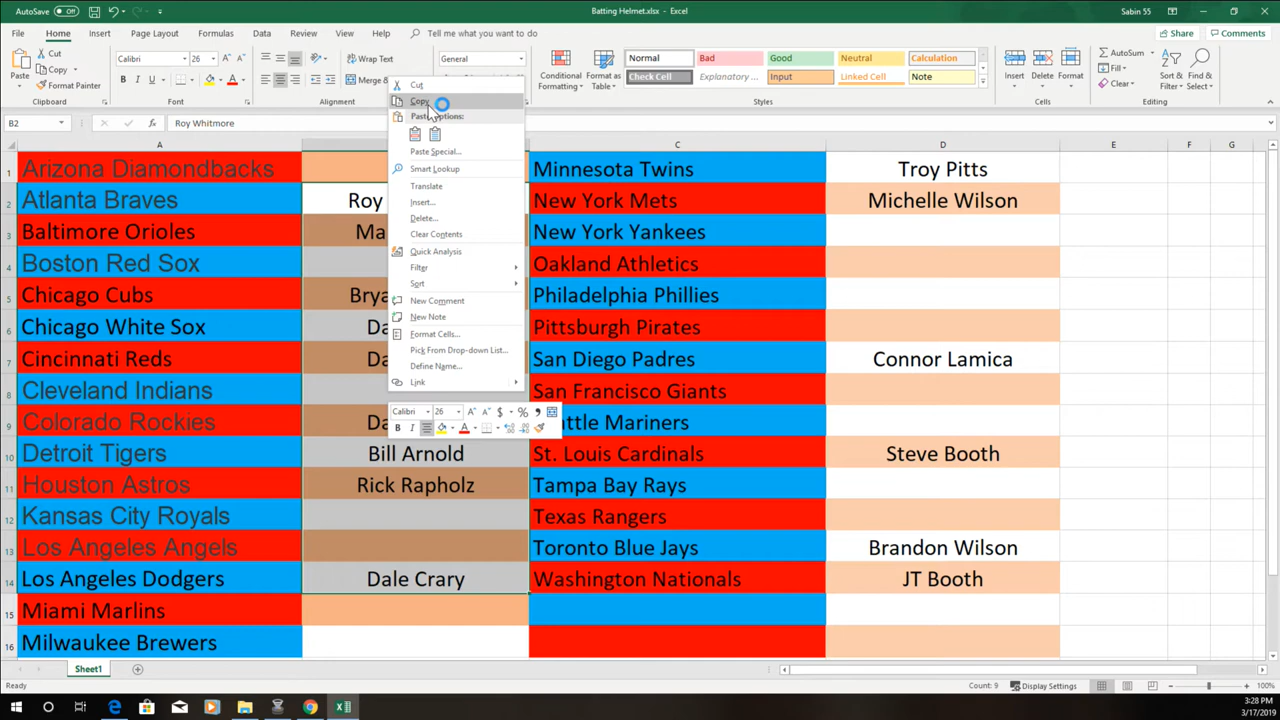 AutoSave Off
Batting Helmet.xlsx - Excel
Sabin 55
File Home Insert Page Layout Formulas Data Review View Help Tell me what you want to do
Share Comments
Paste
Cut
Copy
Format Painter
Clipboard
Calibri 26
B I U
Font
Wrap Text
Merge &
Alignment
General
Conditional Formatting
Format as Table
Normal Bad Good Neutral Calculation
Check Cell Explanatory ... Input Linked Cell Note
Styles
Insert Delete Format
Cells
AutoSum
Fill
Clear
Sort & Filter
Find & Select
Editing
B2 Roy Whitmore
A C D E F G
1 Arizona Diamondbacks Minnesota Twins Troy Pitts
2 Atlanta Braves Roy New York Mets Michelle Wilson
3 Baltimore Orioles Ma New York Yankees
4 Boston Red Sox Oakland Athletics
5 Chicago Cubs Brya Philadelphia Phillies
6 Chicago White Sox Da Pittsburgh Pirates
7 Cincinnati Reds Da San Diego Padres Connor Lamica
8 Cleveland Indians San Francisco Giants
9 Colorado Rockies Da ttle Mariners
10 Detroit Tigers Bill Arnold St. Louis Cardinals Steve Booth
11 Houston Astros Rick Rapholz Tampa Bay Rays
12 Kansas City Royals Texas Rangers
13 Los Angeles Angels Toronto Blue Jays Brandon Wilson
14 Los Angeles Dodgers Dale Crary Washington Nationals JT Booth
15 Miami Marlins
16 Milwaukee Brewers
Cut
Copy
Paste Options:
Paste Special...
Smart Lookup
Translate
Insert...
Delete...
Clear Contents
Quick Analysis
Filter
Sort
New Comment
New Note
Format Cells...
Pick From Drop-down List...
Define Name...
Link
Calibri 26 A A $ % ,
B I A
Sheet1
Ready
Count: 9 Display Settings 100%
3:28 PM
3/17/2019